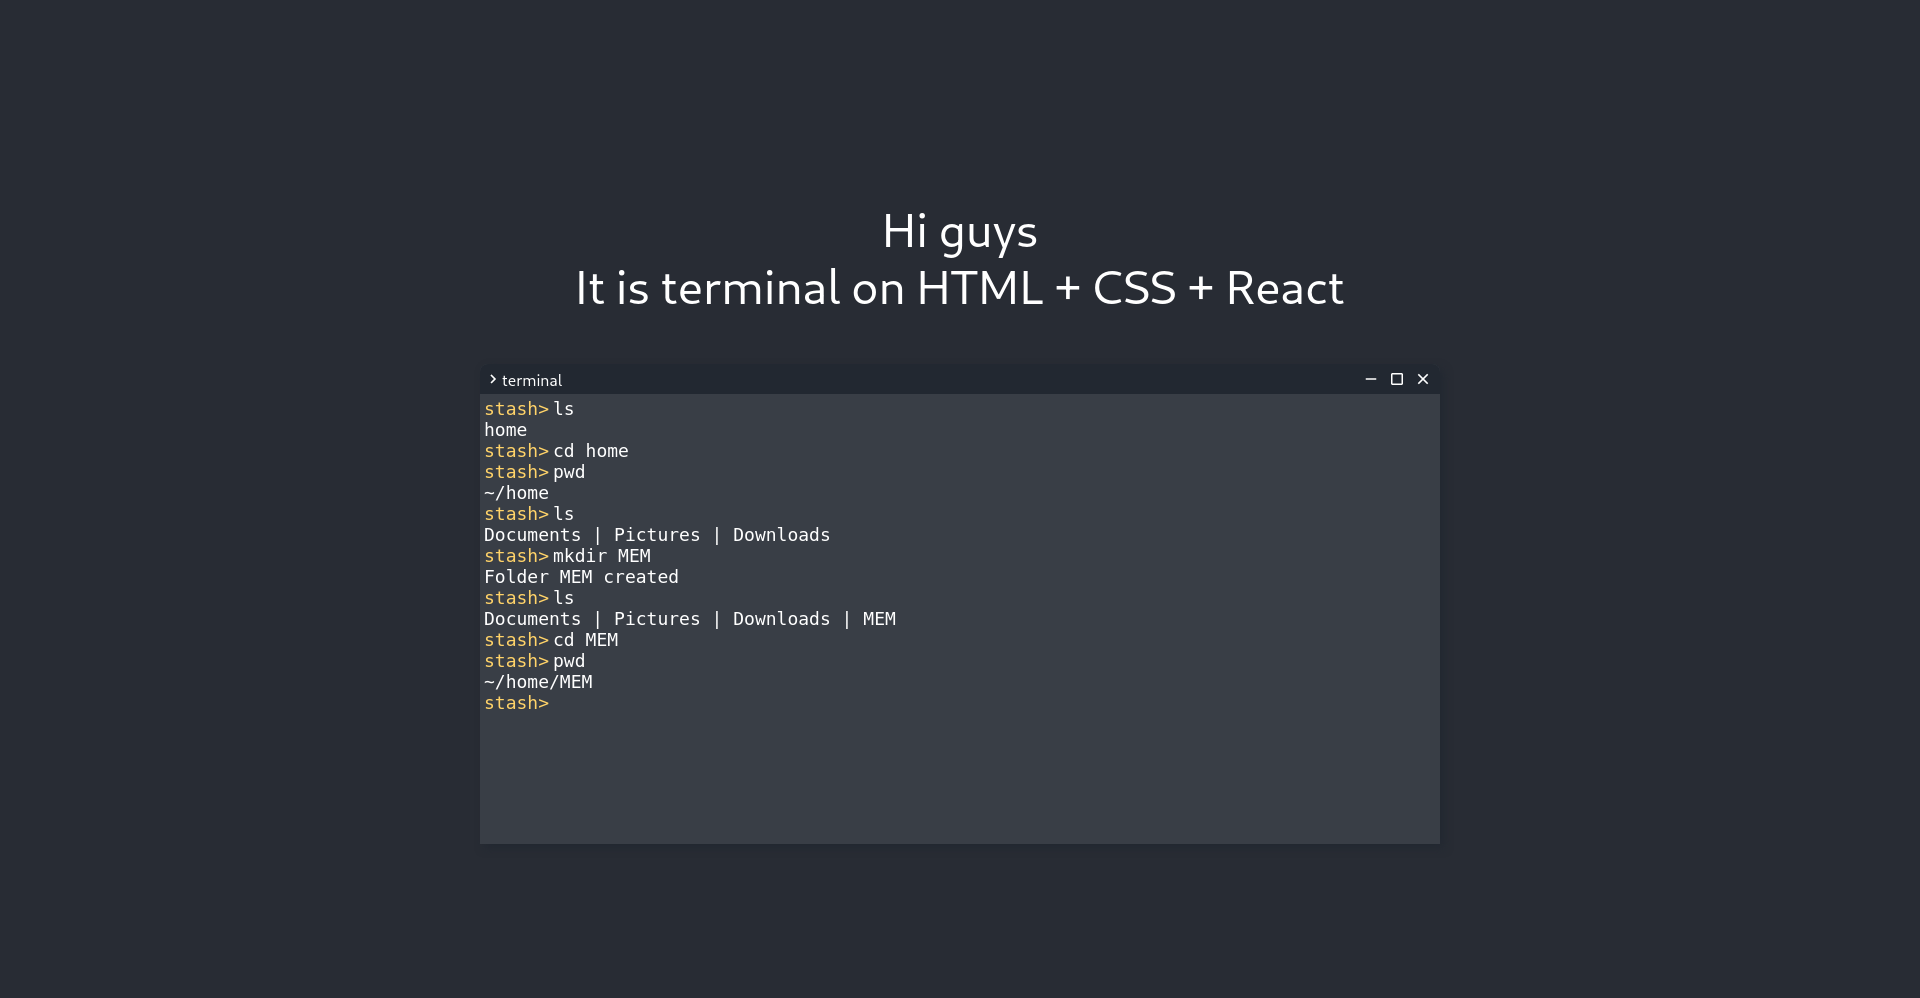 Hi guys
It is terminal on HTML + CSS + React
terminal
stash> ls
home
stash> cd home
stash> pwd
~/home
stash> ls
Documents | Pictures | Downloads
stash> mkdir MEM
Folder MEM created
stash> ls
Documents | Pictures | Downloads | MEM
stash> cd MEM
stash> pwd
~/home/MEM
stash>